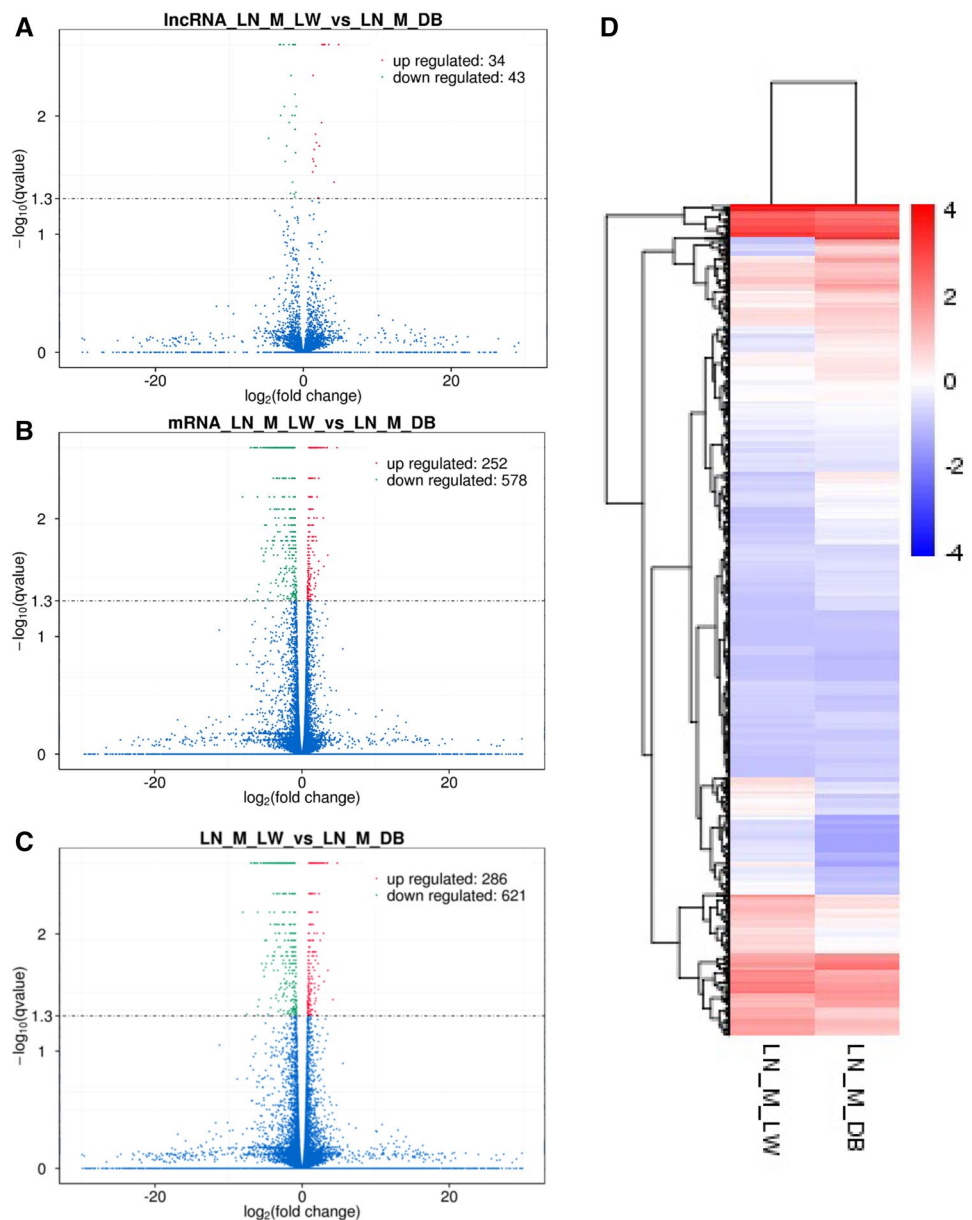 A
lncRNA_LN_M_LW_vs_LN_M_DB
up regulated: 34
down regulated: 43
2
1.3
1
0
−log10(qvalue)
-20 0 20
log2(fold change)
B
mRNA_LN_M_LW_vs_LN_M_DB
up regulated: 252
down regulated: 578
2
1.3
1
0
−log10(qvalue)
-20 0 20
log2(fold change)
C
LN_M_LW_vs_LN_M_DB
up regulated: 286
down regulated: 621
2
1.3
1
0
−log10(qvalue)
-20 0 20
log2(fold change)
D
4
2
0
-2
-4
LN_M_LW
LN_M_DB